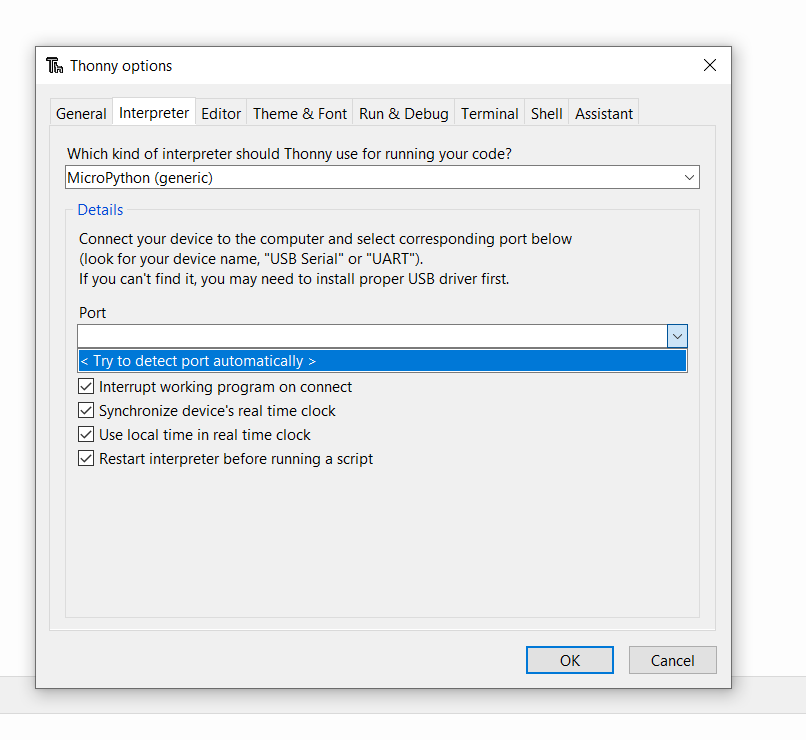 Thonny options
General Interpreter Editor Theme & Font Run & Debug Terminal Shell Assistant
Which kind of interpreter should Thonny use for running your code?
MicroPython (generic)
Details
Connect your device to the computer and select corresponding port below
(look for your device name, "USB Serial" or "UART").
If you can't find it, you may need to install proper USB driver first.
Port
< Try to detect port automatically >
Interrupt working program on connect
Synchronize device's real time clock
Use local time in real time clock
Restart interpreter before running a script
OK Cancel